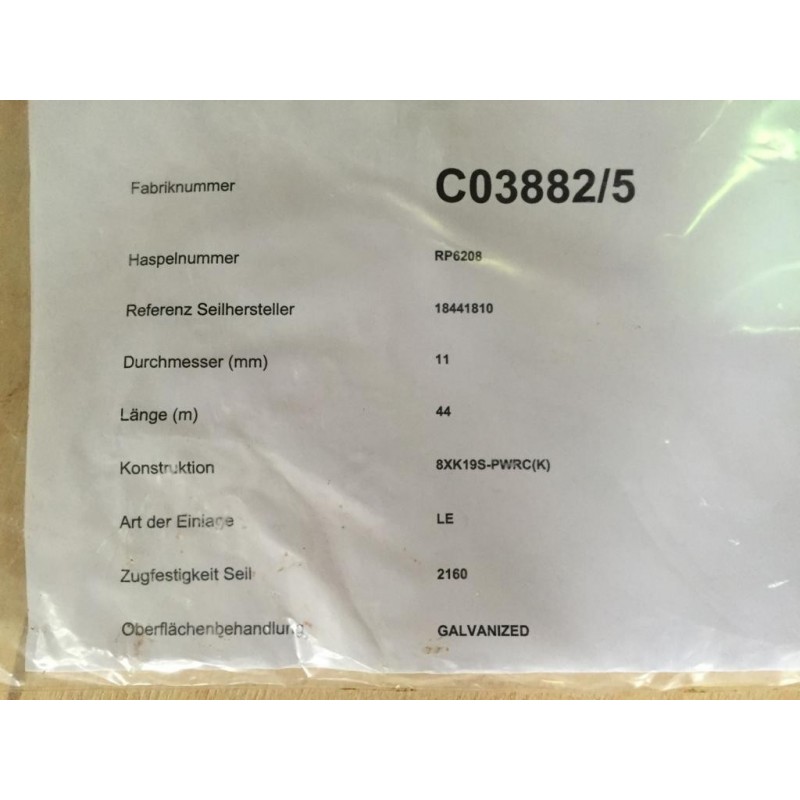 Fabriknummer C03882/5
Haspelnummer RP6208
Referenz Seilhersteller 18441810
Durchmesser (mm) 11
Länge (m) 44
Konstruktion 8XK19S-PWRC(K)
Art der Einlage LE
Zugfestigkeit Seil 2160
Oberflächenbehandlung GALVANIZED